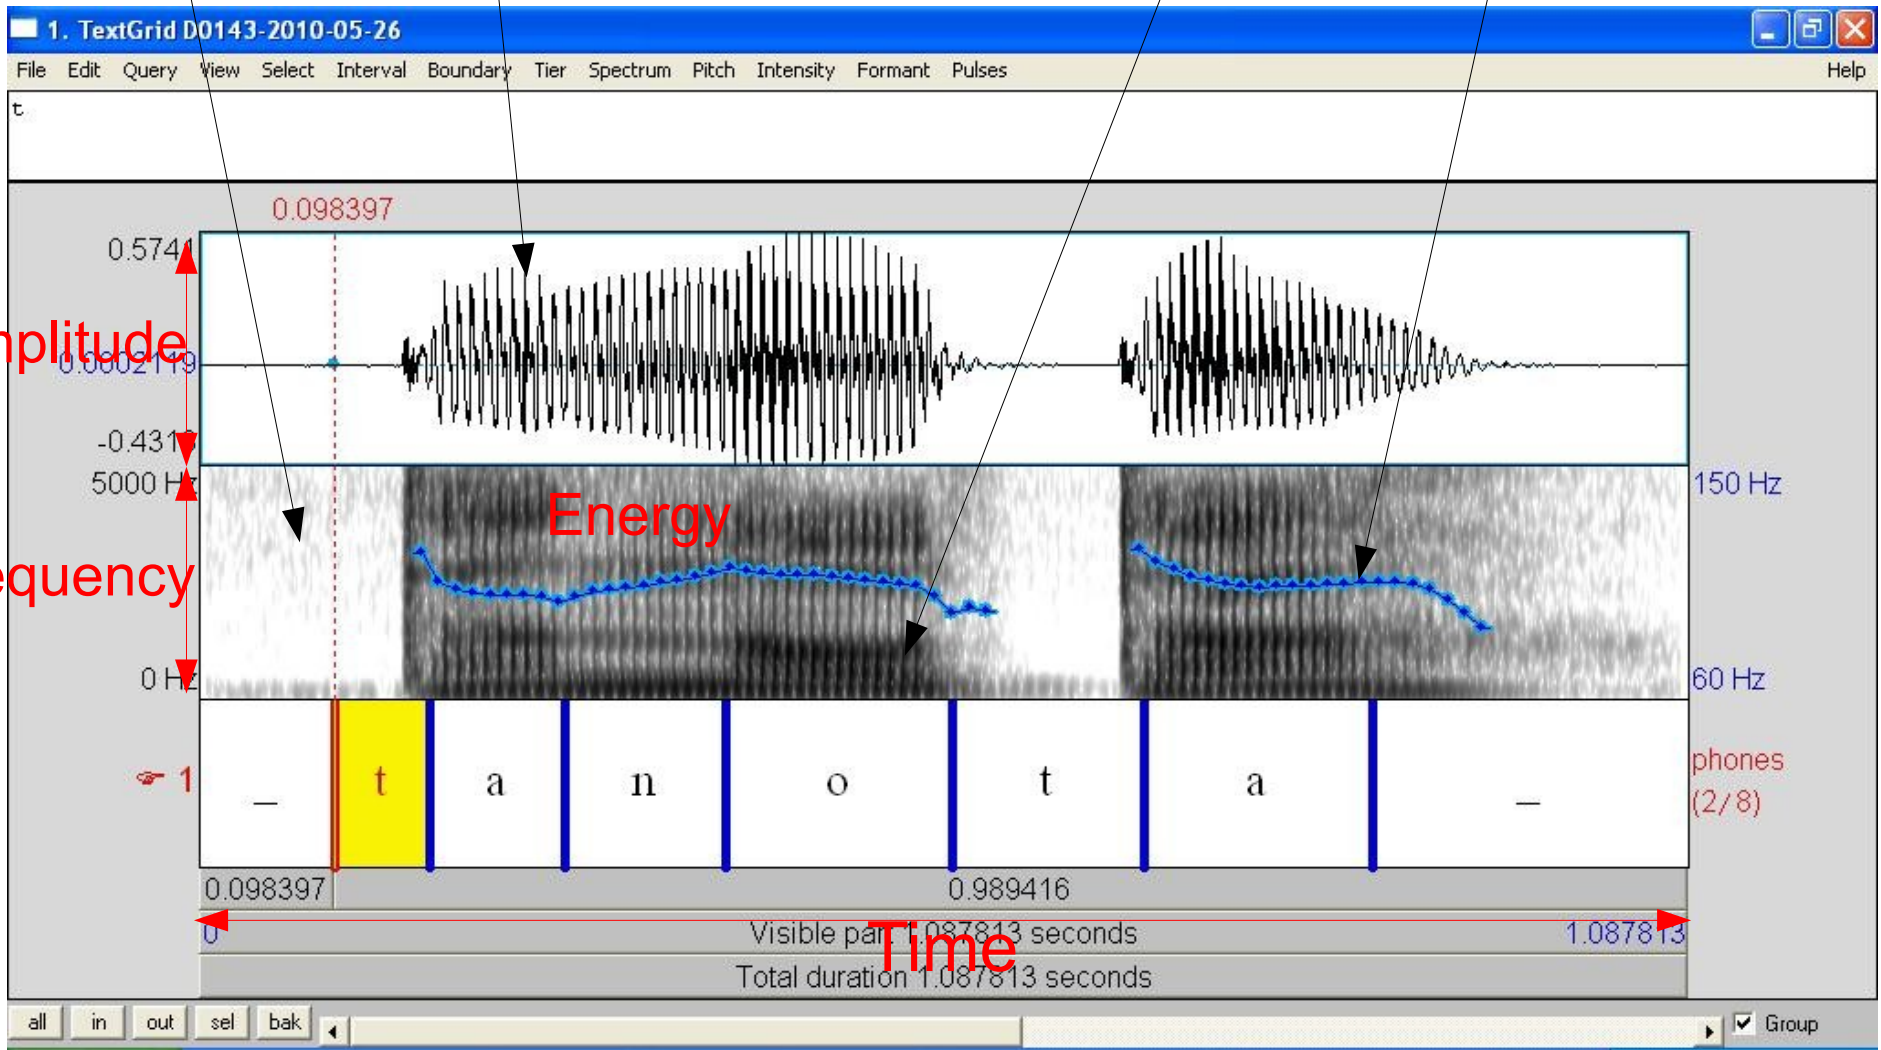 1. TextGrid D0143-2010-05-26
File Edit Query View Select Interval Boundary Tier Spectrum Pitch Intensity Formant Pulses Help
t
0.098397
0.5741
mplitude
0.0002119
-0.4313
5000 Hz
150 Hz
Energy
equency
0 Hz
60 Hz
1
_ t a n o t a _
phones
(2/8)
0.098397 0.989416
0 Visible part 1.087813 seconds 1.087813
Time
Total duration 1.087813 seconds
all in out sel bak Group